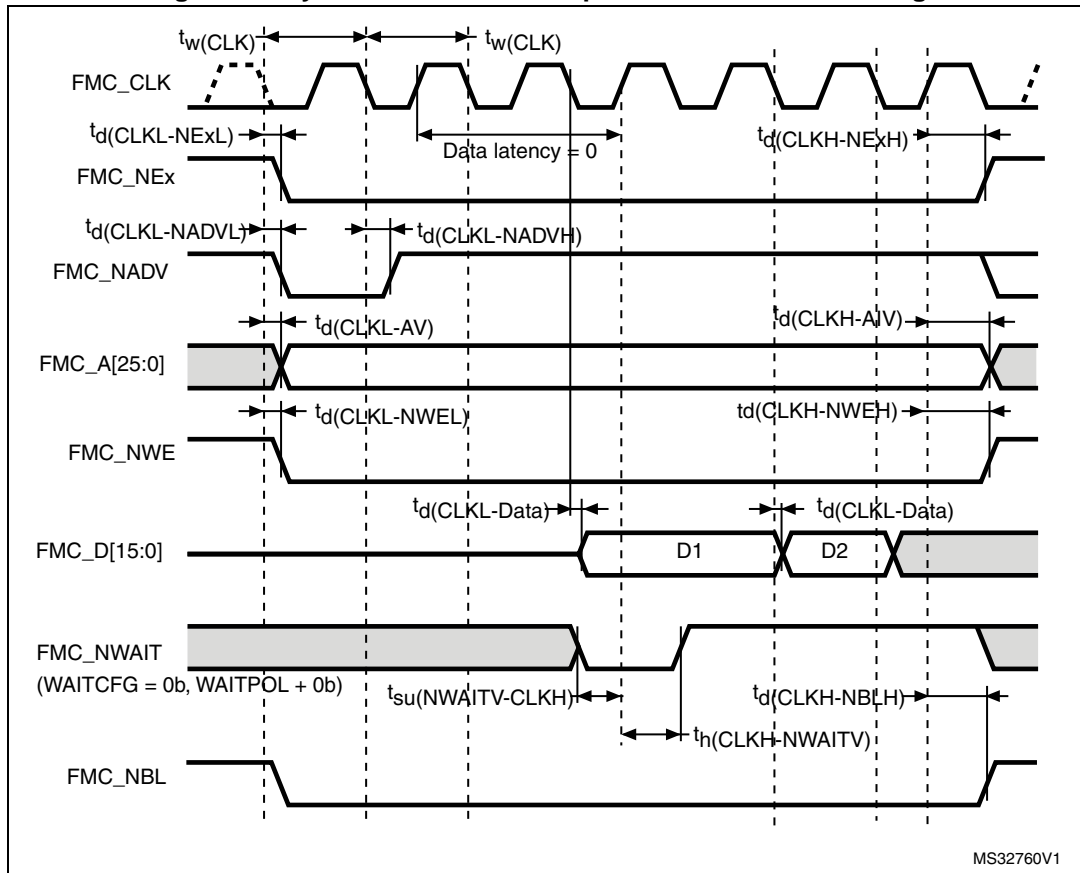 tw(CLK) tw(CLK)
FMC_CLK
Data latency = 0
td(CLKL-NExL) td(CLKH-NExH)
FMC_NEx
td(CLKL-NADVL) td(CLKL-NADVH)
FMC_NADV
td(CLKL-AV) td(CLKH-AIV)
FMC_A[25:0]
td(CLKL-NWEL) td(CLKH-NWEH)
FMC_NWE
td(CLKL-Data) td(CLKL-Data)
FMC_D[15:0] D1 D2
FMC_NWAIT
(WAITCFG = 0b, WAITPOL + 0b)
tsu(NWAITV-CLKH) td(CLKH-NBLH)
th(CLKH-NWAITV)
FMC_NBL
MS32760V1